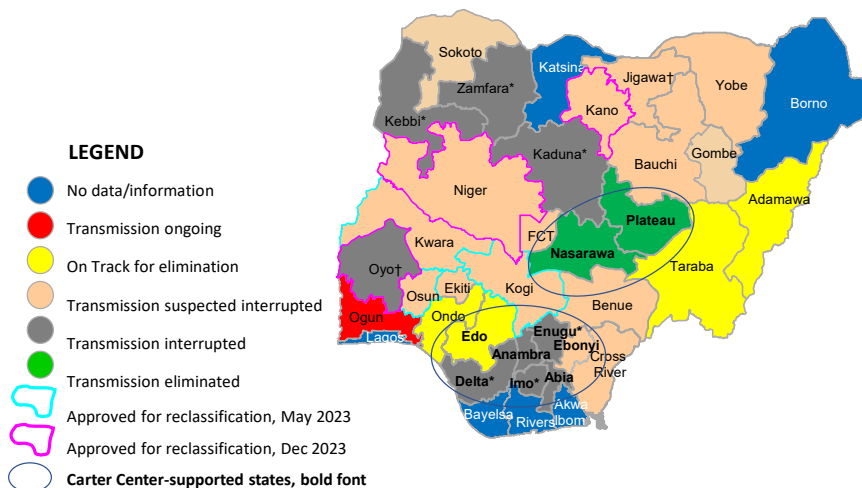 Sokoto
Katsina
Jigawa†
Yobe
Zamfara*
Kano
Borno
Kebbi*
Kaduna*
Gombe
Bauchi
LEGEND
No data/information
Transmission ongoing
On Track for elimination
Transmission suspected interrupted
Transmission interrupted
Transmission eliminated
Approved for reclassification, May 2023
Approved for reclassification, Dec 2023
Carter Center-supported states, bold font
Niger
Adamawa
Plateau
FCT
Kwara
Nasarawa
Taraba
Oyo†
Ekiti
Kogi
Osun
Benue
Ogun
Ondo
Edo
Enugu*
Lagos
Ebonyi
Anambra
Cross
River
Delta*
Imo*
Abia
Bayelsa
Rivers
Akwa
Ibom